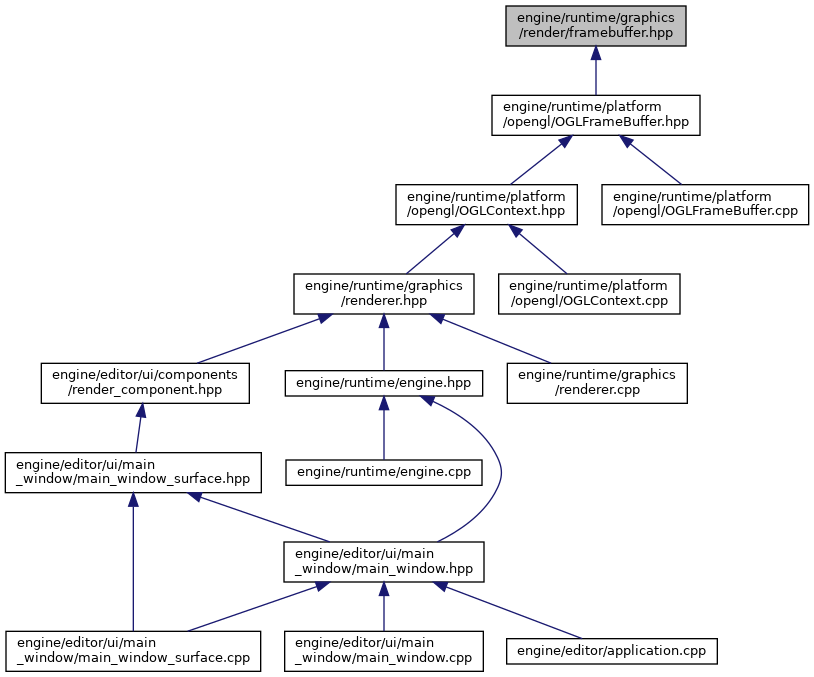 engine/runtime/graphics
/render/framebuffer.hpp
engine/runtime/platform
/opengl/OGLFrameBuffer.hpp
engine/runtime/platform
/opengl/OGLContext.hpp
engine/runtime/platform
/opengl/OGLFrameBuffer.cpp
engine/runtime/graphics
/renderer.hpp
engine/runtime/platform
/opengl/OGLContext.cpp
engine/editor/ui/components
/render_component.hpp
engine/runtime/engine.hpp
engine/runtime/graphics
/renderer.cpp
engine/editor/ui/main
_window/main_window_surface.hpp
engine/runtime/engine.cpp
engine/editor/ui/main
_window/main_window.hpp
engine/editor/ui/main
_window/main_window_surface.cpp
engine/editor/ui/main
_window/main_window.cpp
engine/editor/application.cpp